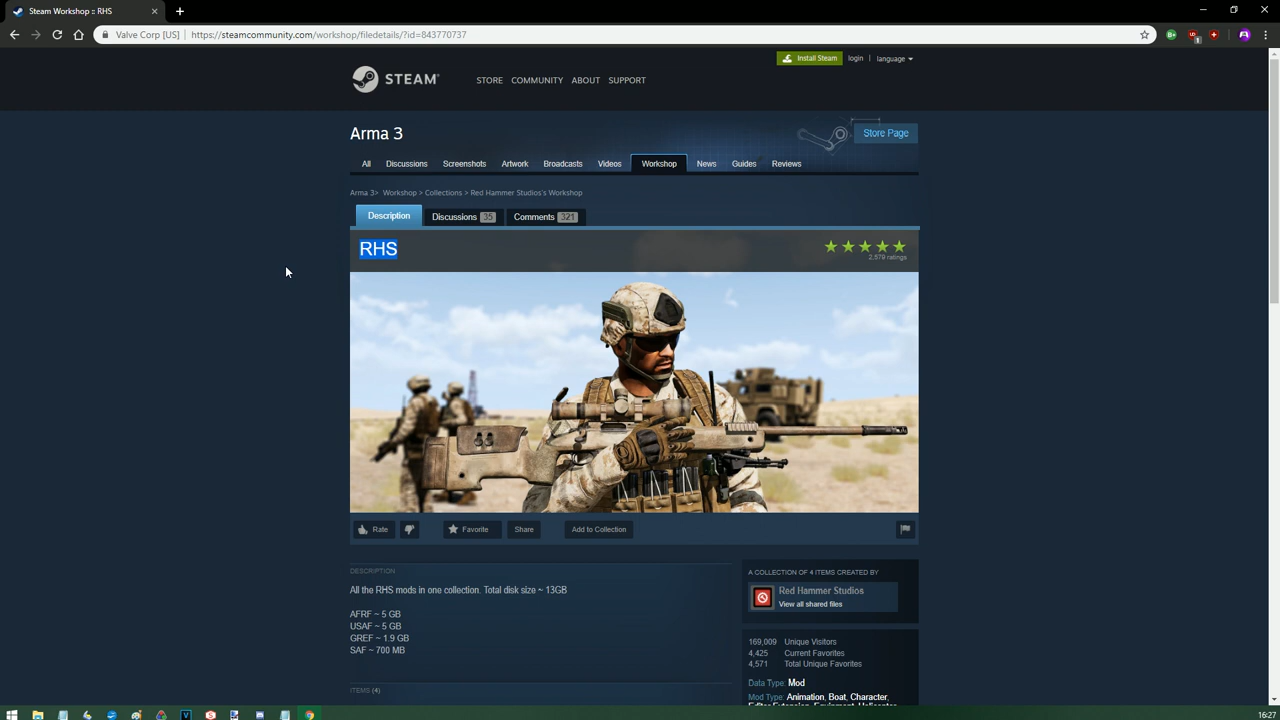 Steam Workshop :: RHS
Valve Corp [US] | https://steamcommunity.com/workshop/filedetails/?id=843770737
Install Steam login | language
STEAM®
STORE COMMUNITY ABOUT SUPPORT
Arma 3
Store Page
All Discussions Screenshots Artwork Broadcasts Videos Workshop News Guides Reviews
Arma 3> Workshop > Collections > Red Hammer Studios's Workshop
Description Discussions 35 Comments 321
RHS
2,579 ratings
Rate Favorite Share Add to Collection
DESCRIPTION
All the RHS mods in one collection. Total disk size ~ 13GB
AFRF ~ 5 GB
USAF ~ 5 GB
GREF ~ 1.9 GB
SAF ~ 700 MB
ITEMS (4)
A COLLECTION OF 4 ITEMS CREATED BY
Red Hammer Studios
View all shared files
169,009 Unique Visitors
4,425 Current Favorites
4,571 Total Unique Favorites
Data Type: Mod
Mod Type: Animation, Boat, Character,
Editor Extension, Equipment, Helicopter,
16:27